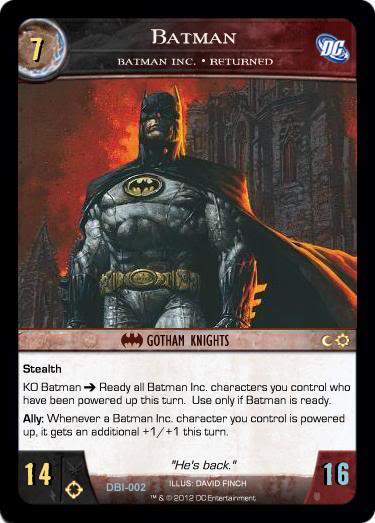 7
BATMAN
BATMAN INC. • RETURNED
DC
GOTHAM KNIGHTS
Stealth
KO Batman ➔ Ready all Batman Inc. characters you control who
have been powered up this turn. Use only if Batman is ready.
Ally: Whenever a Batman Inc. character you control is powered
up, it gets an additional +1/+1 this turn.
"He's back."
14
DBI-002
ILLUS: DAVID FINCH
16
™ & © 2012 DC Entertainment